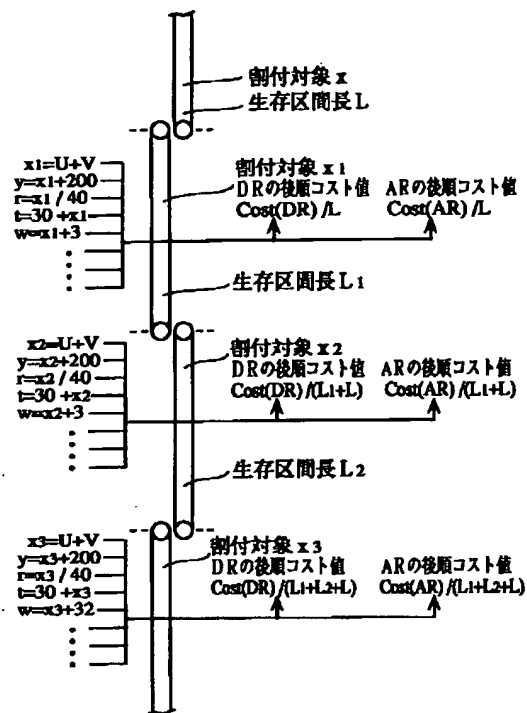 割付対象 x
生存区間長 L
x1=U+V
y=x1+200
r=x1 / 40
t=30 +x1
w=x1+3
割付対象 x1
DRの後順コスト値
Cost(DR) /L
ARの後順コスト値
Cost(AR) /L
生存区間長 L1
x2=U+V
y=x2+200
r=x2 / 40
t=30 +x2
w=x2+3
割付対象 x2
DRの後順コスト値
Cost(DR) /(L1+L)
ARの後順コスト値
Cost(AR) /(L1+L)
生存区間長 L2
x3=U+V
y=x3+200
r=x3 / 40
t=30 +x3
w=x3+32
割付対象 x3
DRの後順コスト値
Cost(DR) /(L1+L2+L)
ARの後順コスト値
Cost(AR) /(L1+L2+L)